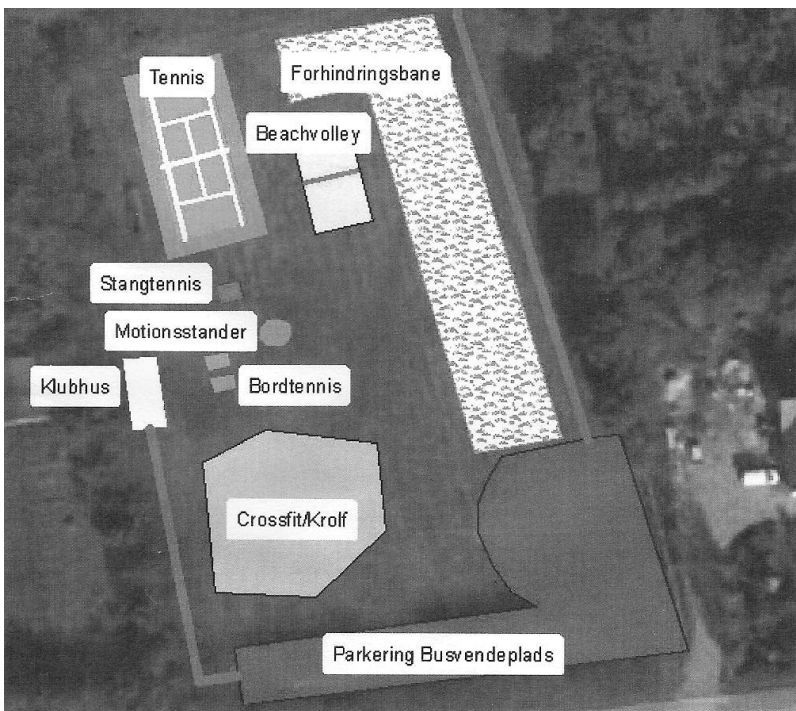 Tennis
Forhindringsbane
Beachvolley
Stangtennis
Motionsstander
Klubhus
Bordtennis
Crossfit/Krolf
Parkering Busvendeplads